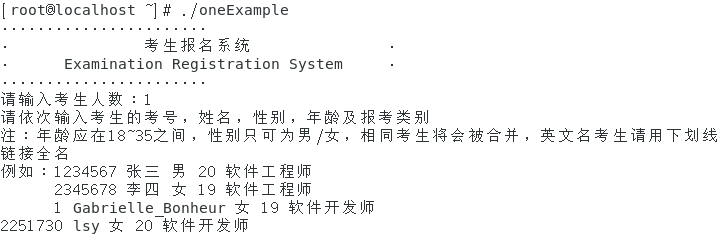 [root@localhost ~]# ./oneExample
·······················
· 考生报名系统 ·
· Examination Registration System ·
·······················
请输入考生人数：1
请依次输入考生的考号，姓名，性别，年龄及报考类别
注：年龄应在18~35之间，性别只可为男/女，相同考生将会被合并，英文名考生请用下划线
链接全名
例如：1234567 张三 男 20 软件工程师
2345678 李四 女 19 软件工程师
1 Gabrielle_Bonheur 女 19 软件开发师
2251730 lsy 女 20 软件开发师